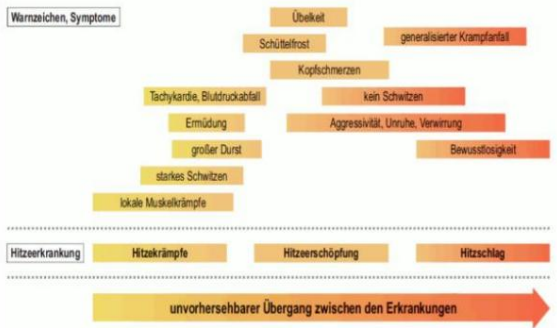 Warnzeichen, Symptome
Übelkeit
generalisierter Krampfanfall
Schüttelfrost
Kopfschmerzen
Tachykardie, Blutdruckabfall
kein Schwitzen
Ermüdung
Aggressivität, Unruhe, Verwirrung
großer Durst
Bewusstlosigkeit
starkes Schwitzen
lokale Muskelkrämpfe
Hitzeerkrankung
Hitzekrämpfe
Hitzeerschöpfung
Hitzschlag
unvorhersehbarer Übergang zwischen den Erkrankungen